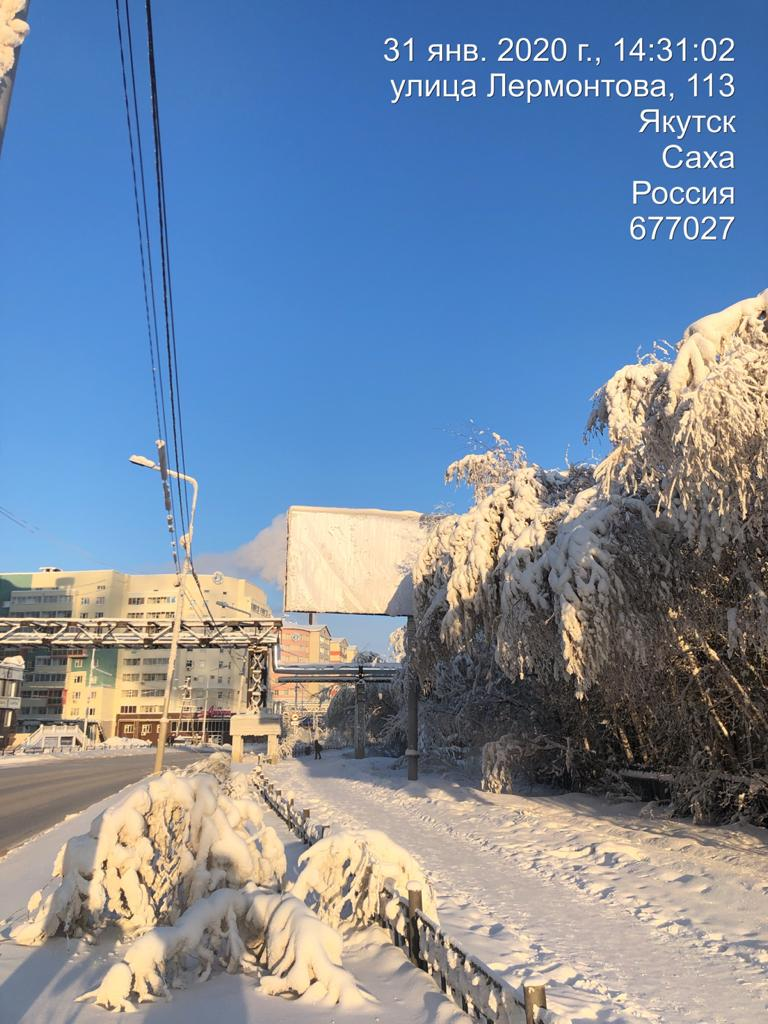 31 янв. 2020 г., 14:31:02
улица Лермонтова, 113
Якутск
Саха
Россия
677027